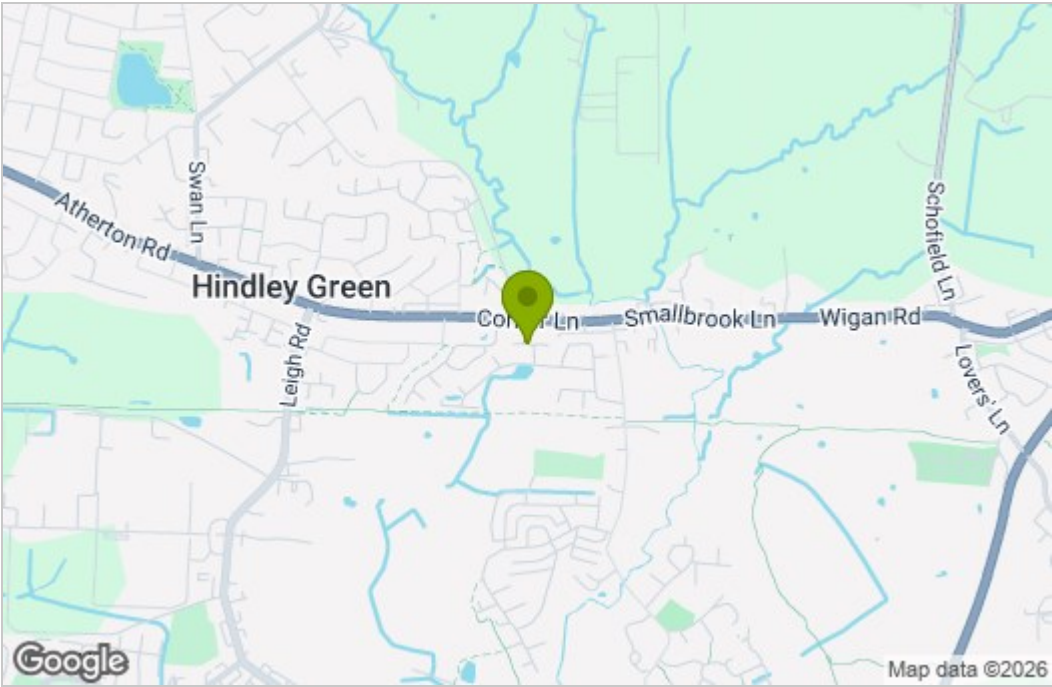 Swan Ln
Atherton Rd
Hindley Green
Leigh Rd
Ln
Smallbrook Ln
Wigan Rd
Schofield Ln
Lovers' Ln
Google
Map data ©2026